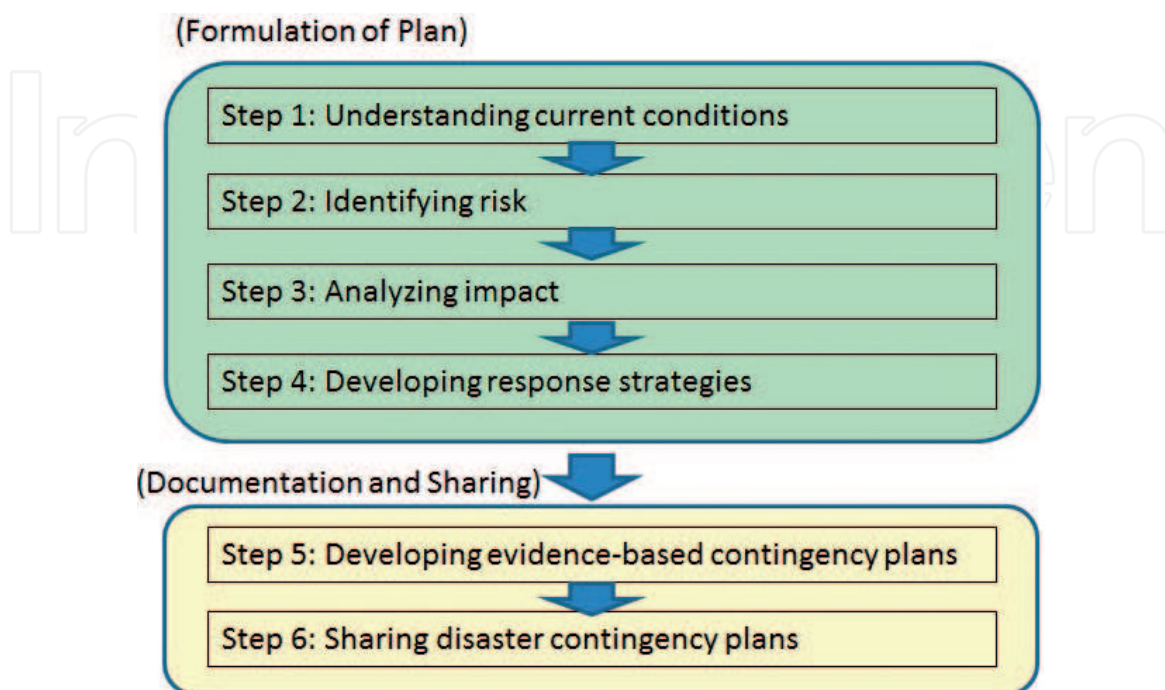 (Formulation of Plan)
Step 1: Understanding current conditions
Step 2: Identifying risk
Step 3: Analyzing impact
Step 4: Developing response strategies
(Documentation and Sharing)
Step 5: Developing evidence-based contingency plans
Step 6: Sharing disaster contingency plans